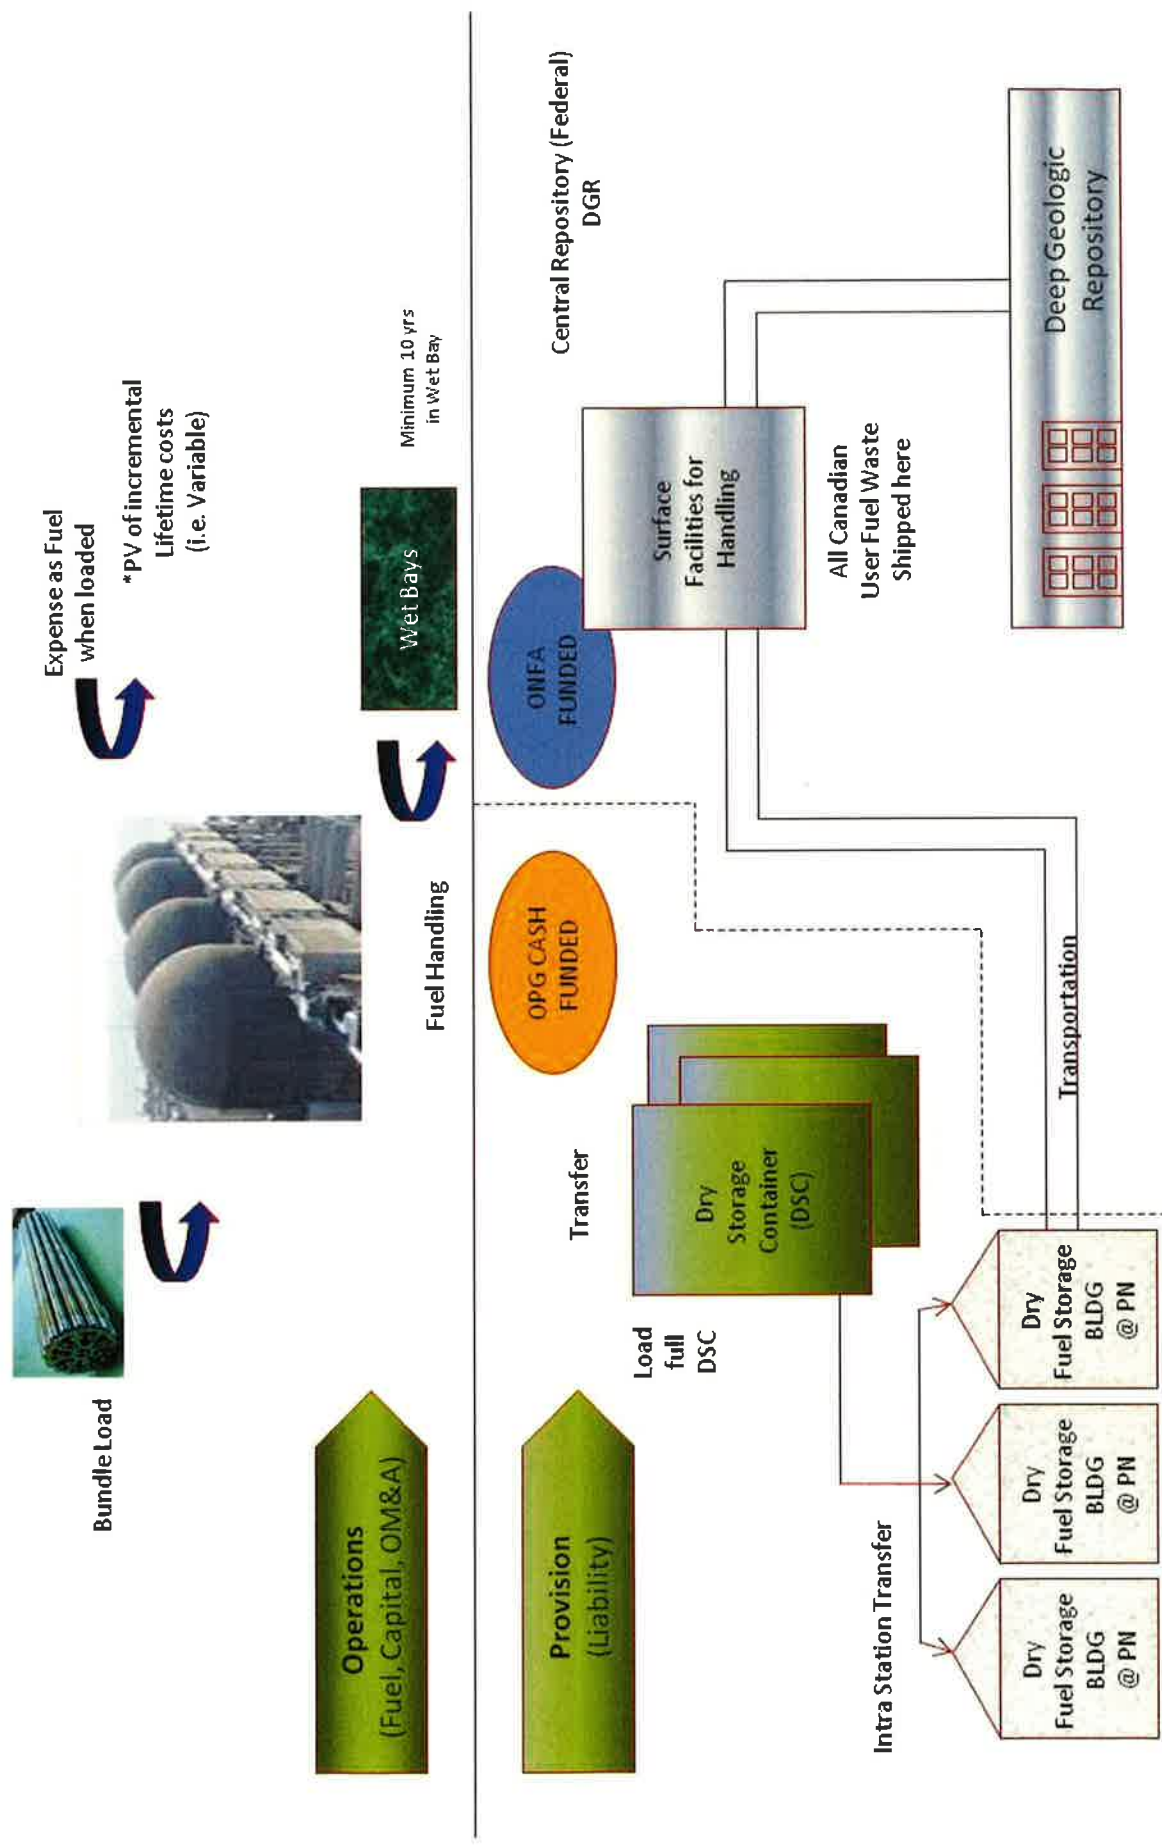 Bundle Load
Expense as Fuel
when loaded
*PV of incremental
Lifetime costs
(i.e. Variable)
Operations
(Fuel, Capital, OM&A)
Fuel Handling
Wet Bays
Minimum 10 yrs
in Wet Bay
Provision
(Liability)
OPG CASH
FUNDED
ONFA
FUNDED
Central Repository (Federal)
DGR
Transfer
Load
full
DSC
Dry
Storage
Container
(DSC)
Surface
Facilities for
Handling
All Canadian
User Fuel Waste
Shipped here
Intra Station Transfer
Dry
Fuel Storage
BLDG
@ PN
Dry
Fuel Storage
BLDG
@ PN
Dry
Fuel Storage
BLDG
@ PN
Transportation
Deep Geologic
Repository